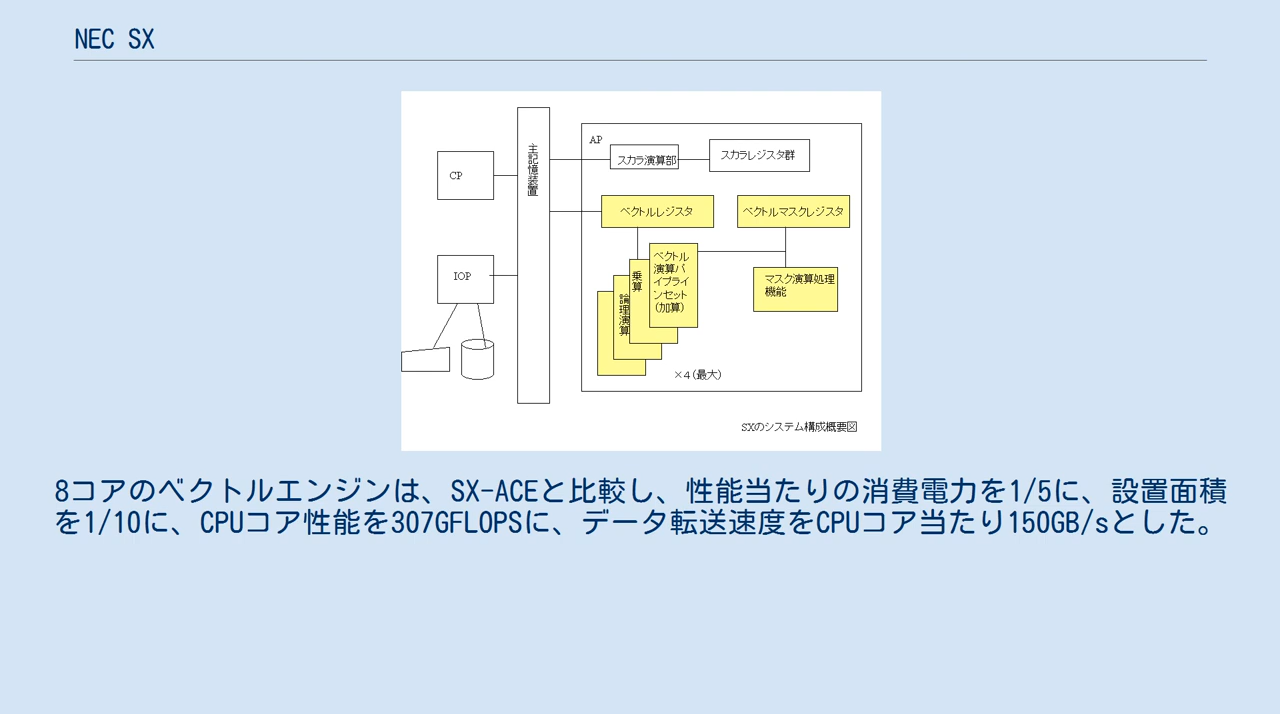 NEC SX
主記憶装置
CP
IOP
AP
スカラ演算部
スカラレジスタ群
ベクトルレジスタ
ベクトルマスクレジスタ
ベクトル
演算パ
イプライ
ンセット
(加算)
乗算
論理演算
マスク演算処理
機能
×4(最大)
SXのシステム構成概要図
8コアのベクトルエンジンは、SX-ACEと比較し、性能当たりの消費電力を1/5に、設置面積
を1/10に、CPUコア性能を307GFLOPSに、データ転送速度をCPUコア当たり150GB/sとした。